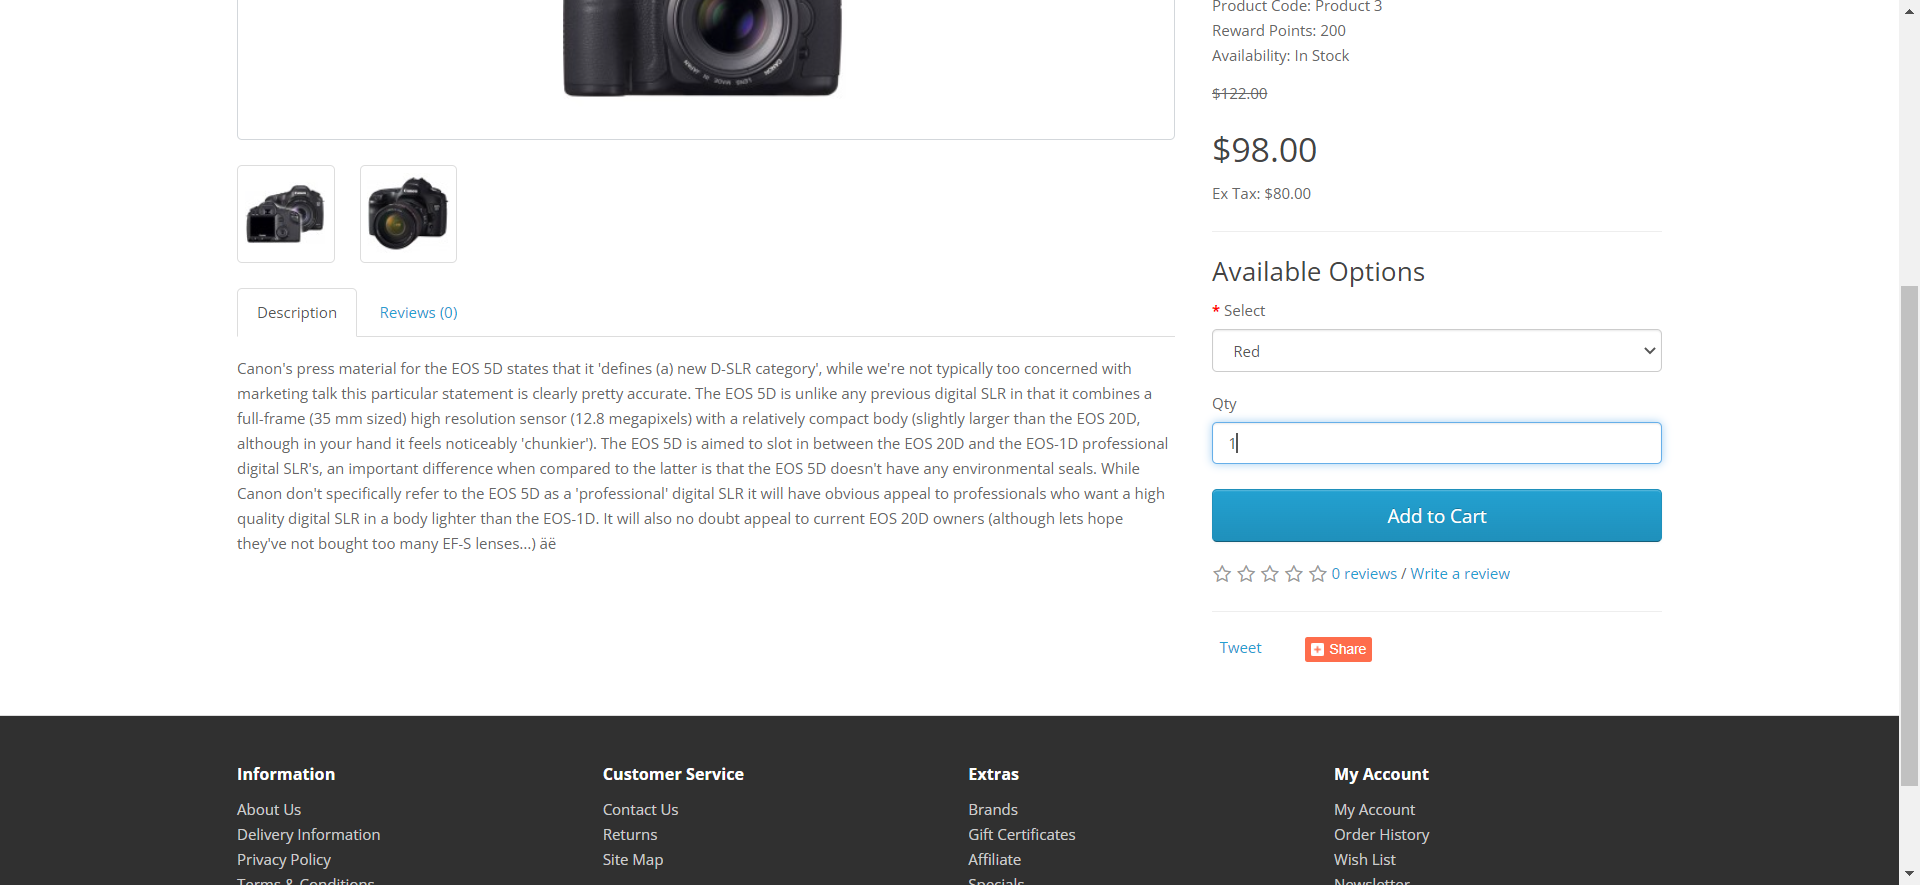 Product Code: Product 3
Reward Points: 200
Availability: In Stock
$122.00
$98.00
Ex Tax: $80.00
Available Options
* Select
Red
Qty
1
Add to Cart
0 reviews / Write a review
Tweet
Share
Description
Reviews (0)
Canon's press material for the EOS 5D states that it 'defines (a) new D-SLR category', while we're not typically too concerned with
marketing talk this particular statement is clearly pretty accurate. The EOS 5D is unlike any previous digital SLR in that it combines a
full-frame (35 mm sized) high resolution sensor (12.8 megapixels) with a relatively compact body (slightly larger than the EOS 20D,
although in your hand it feels noticeably 'chunkier'). The EOS 5D is aimed to slot in between the EOS 20D and the EOS-1D professional
digital SLR's, an important difference when compared to the latter is that the EOS 5D doesn't have any environmental seals. While
Canon don't specifically refer to the EOS 5D as a 'professional' digital SLR it will have obvious appeal to professionals who want a high
quality digital SLR in a body lighter than the EOS-1D. It will also no doubt appeal to current EOS 20D owners (although lets hope
they've not bought too many EF-S lenses...) äë
Information
About Us
Delivery Information
Privacy Policy
Terms & Conditions
Customer Service
Contact Us
Returns
Site Map
Extras
Brands
Gift Certificates
Affiliate
Specials
My Account
My Account
Order History
Wish List
Newsletter